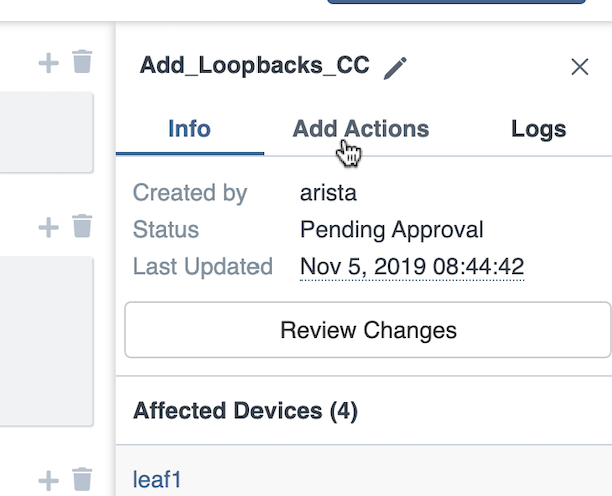 Add_Loopbacks_CC
Info Add Actions Logs
Created by arista
Status Pending Approval
Last Updated Nov 5, 2019 08:44:42
Review Changes
Affected Devices (4)
leaf1